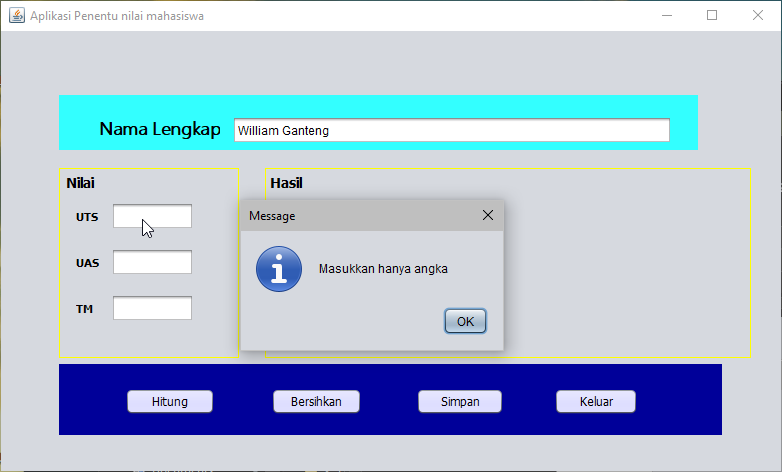 Aplikasi Penentu nilai mahasiswa
Nama Lengkap William Ganteng
Nilai Hasil
UTS
Message
UAS
Masukkan hanya angka
TM
OK
Hitung Bersihkan Simpan Keluar